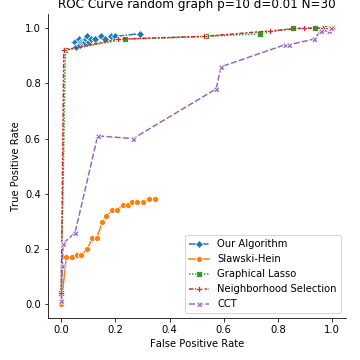 ROC Curve random graph p=10 d=0.01 N=30
True Positive Rate
1.0
0.8
0.6
0.4
0.2
0.0
Our Algorithm
Slawski-Hein
Graphical Lasso
Neighborhood Selection
CCT
0.0 0.2 0.4 0.6 0.8 1.0
False Positive Rate